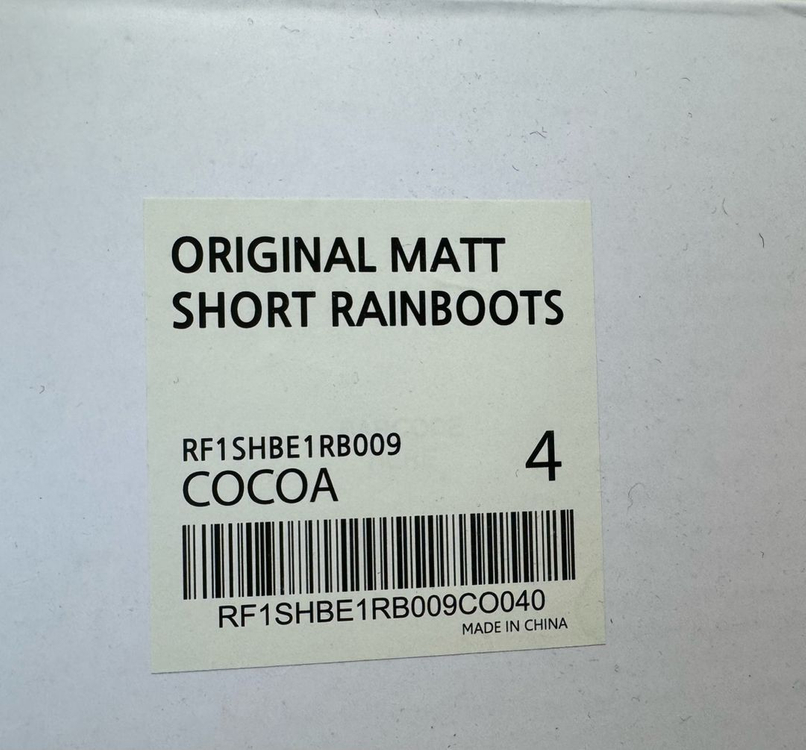 ORIGINAL MATT
SHORT RAINBOOTS
RF1SHBE1RB009
COCOA
4
RF1SHBE1RB009CO040
MADE IN CHINA